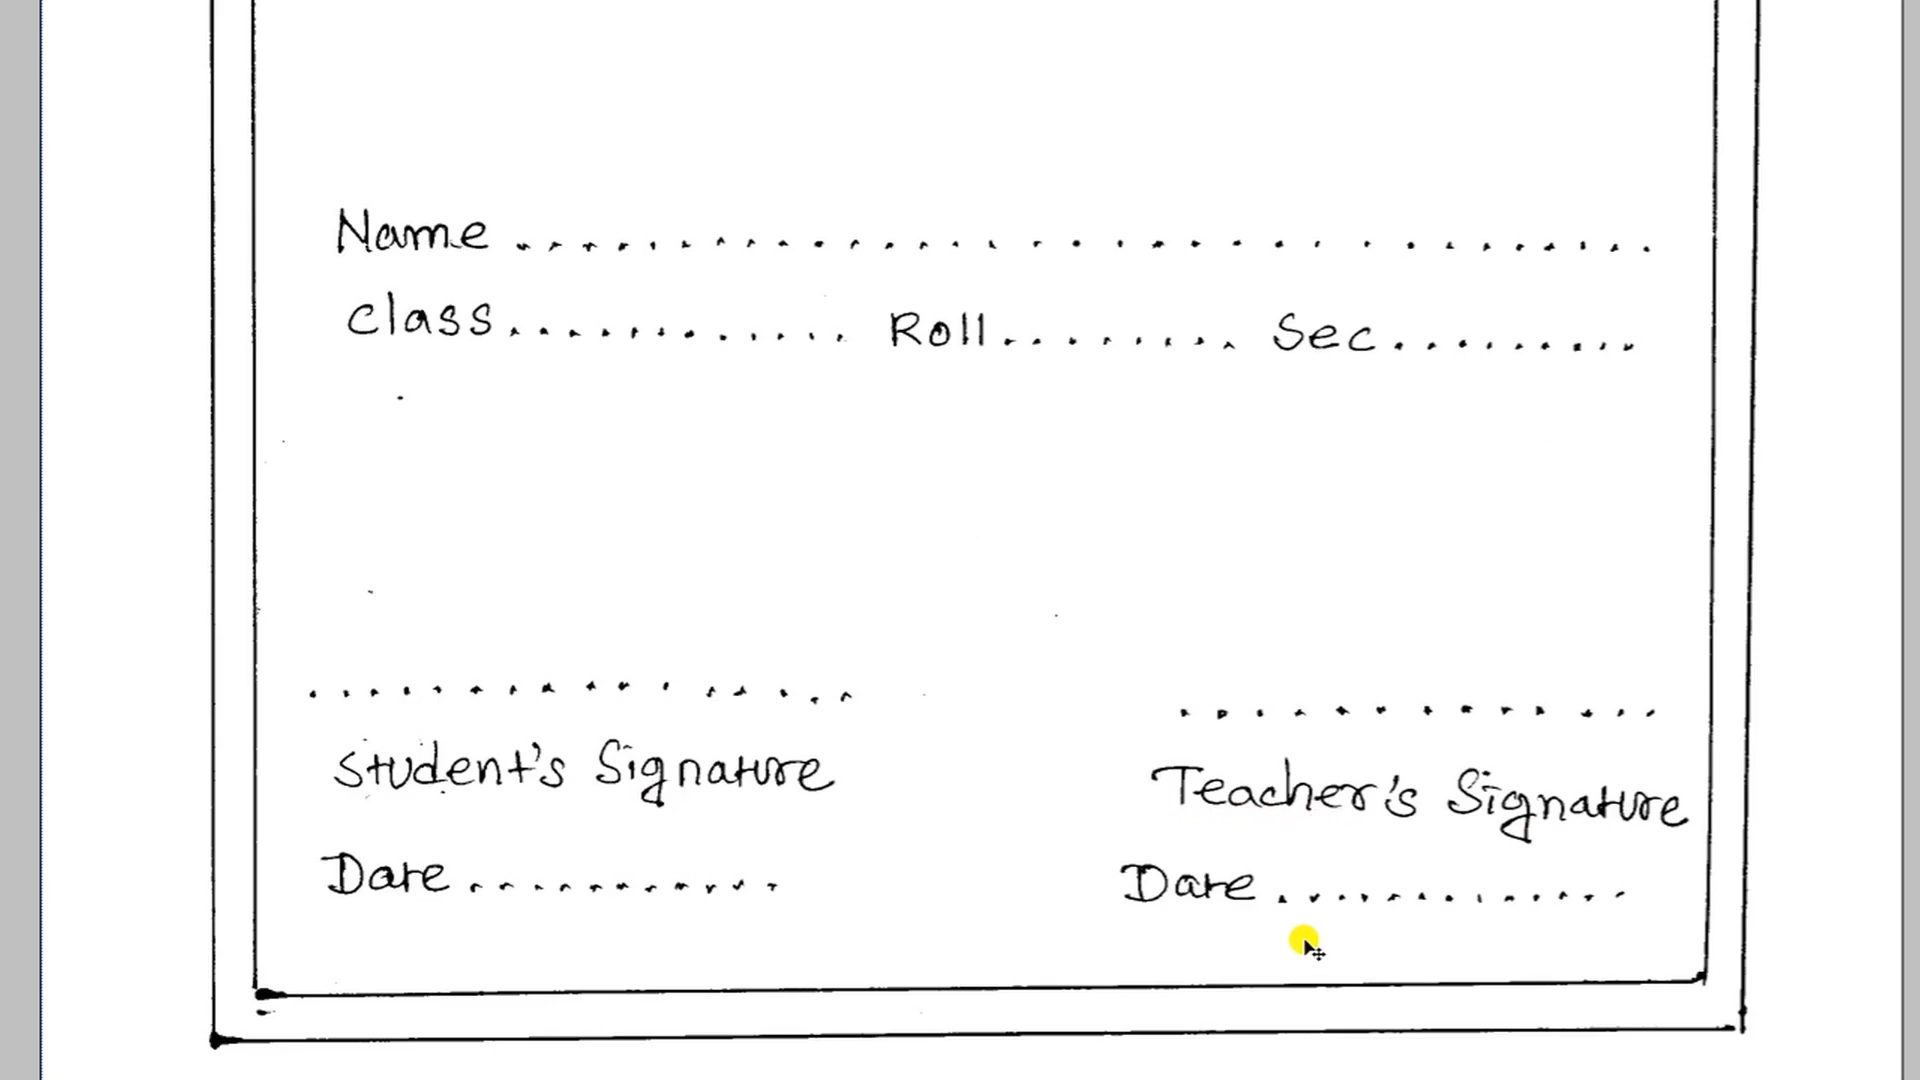 Name ...................................
class............ Roll........ Sec.........
................ .............
Student's Signature Teacher's Signature
Date ........... Date .............